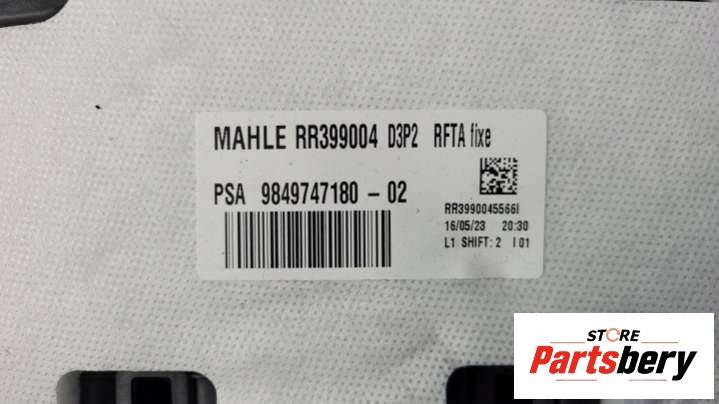 MAHLE RR399004 D3P2 RFTA fixe
PSA 9849747180 - 02
RR3990045566I
16/05/23 20:30
L1 SHIFT: 2 I 01
STORE
Partsbery